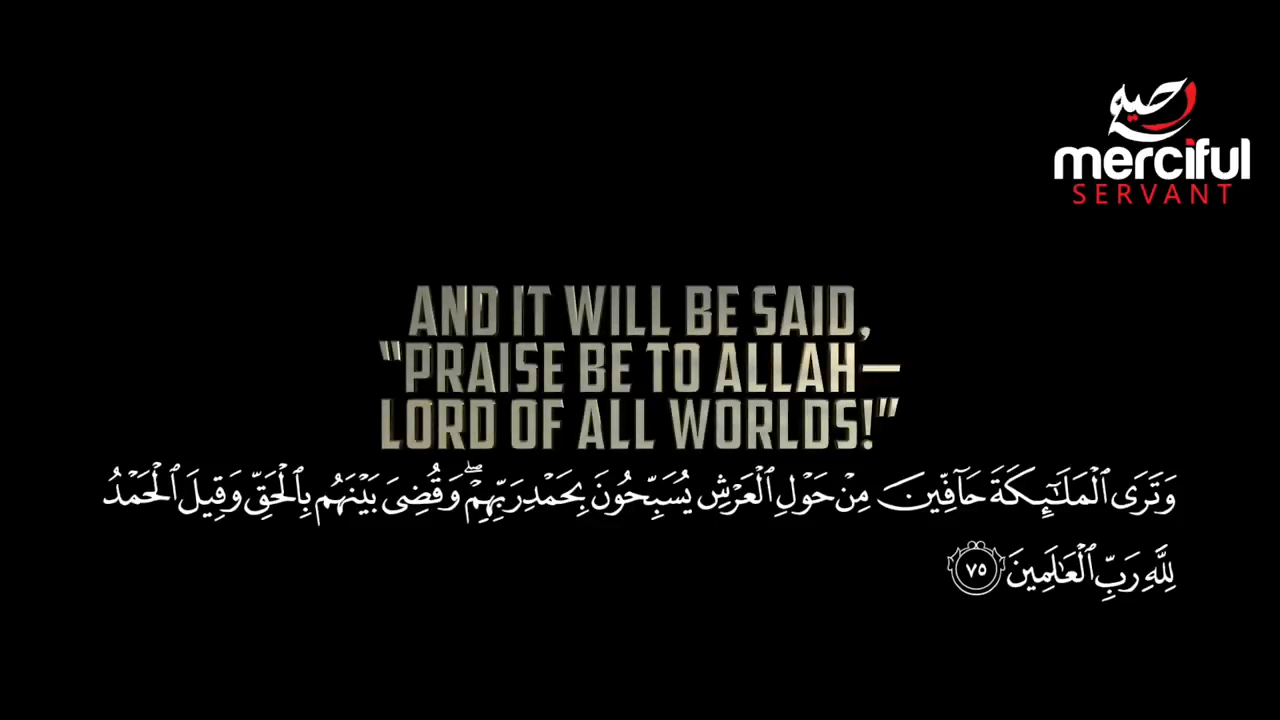 رحيم
merciful
SERVANT
AND IT WILL BE SAID,
“PRAISE BE TO ALLAH—
LORD OF ALL WORLDS!”
وَتَرَى ٱلْمَلَـٰٓئِكَةَ حَآفِّينَ مِنْ حَوْلِ ٱلْعَرْشِ يُسَبِّحُونَ بِحَمْدِ رَبِّهِمْ ۖ وَقُضِىَ بَيْنَهُم بِٱلْحَقِّ وَقِيلَ ٱلْحَمْدُ
لِلَّهِ رَبِّ ٱلْعَـٰلَمِينَ ٧٥